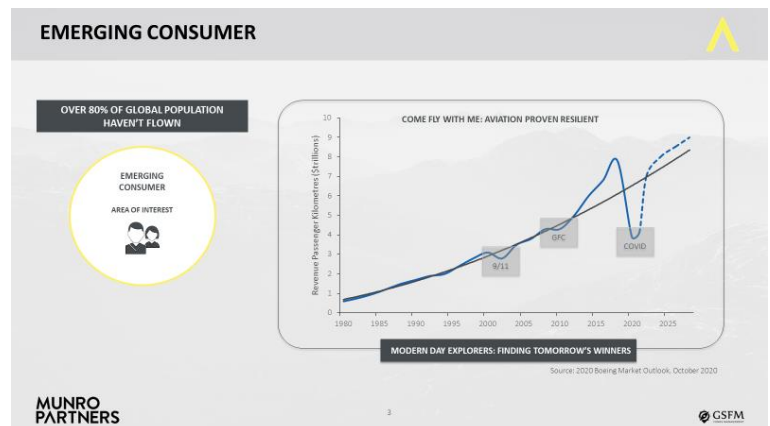 EMERGING CONSUMER
OVER 80% OF GLOBAL POPULATION
HAVEN'T FLOWN
EMERGING
CONSUMER
AREA OF INTEREST
COME FLY WITH ME: AVIATION PROVEN RESILIENT
Revenue Passenger Kilometres ($trillions)
10
9
8
7
6
5
4
3
2
1
0
9/11
GFC
COVID
1980 1985 1990 1995 2000 2005 2010 2015 2020 2025
MODERN DAY EXPLORERS: FINDING TOMORROW'S WINNERS
Source: 2020 Boeing Market Outlook. October 2020
MUNRO
PARTNERS
3
GSFM